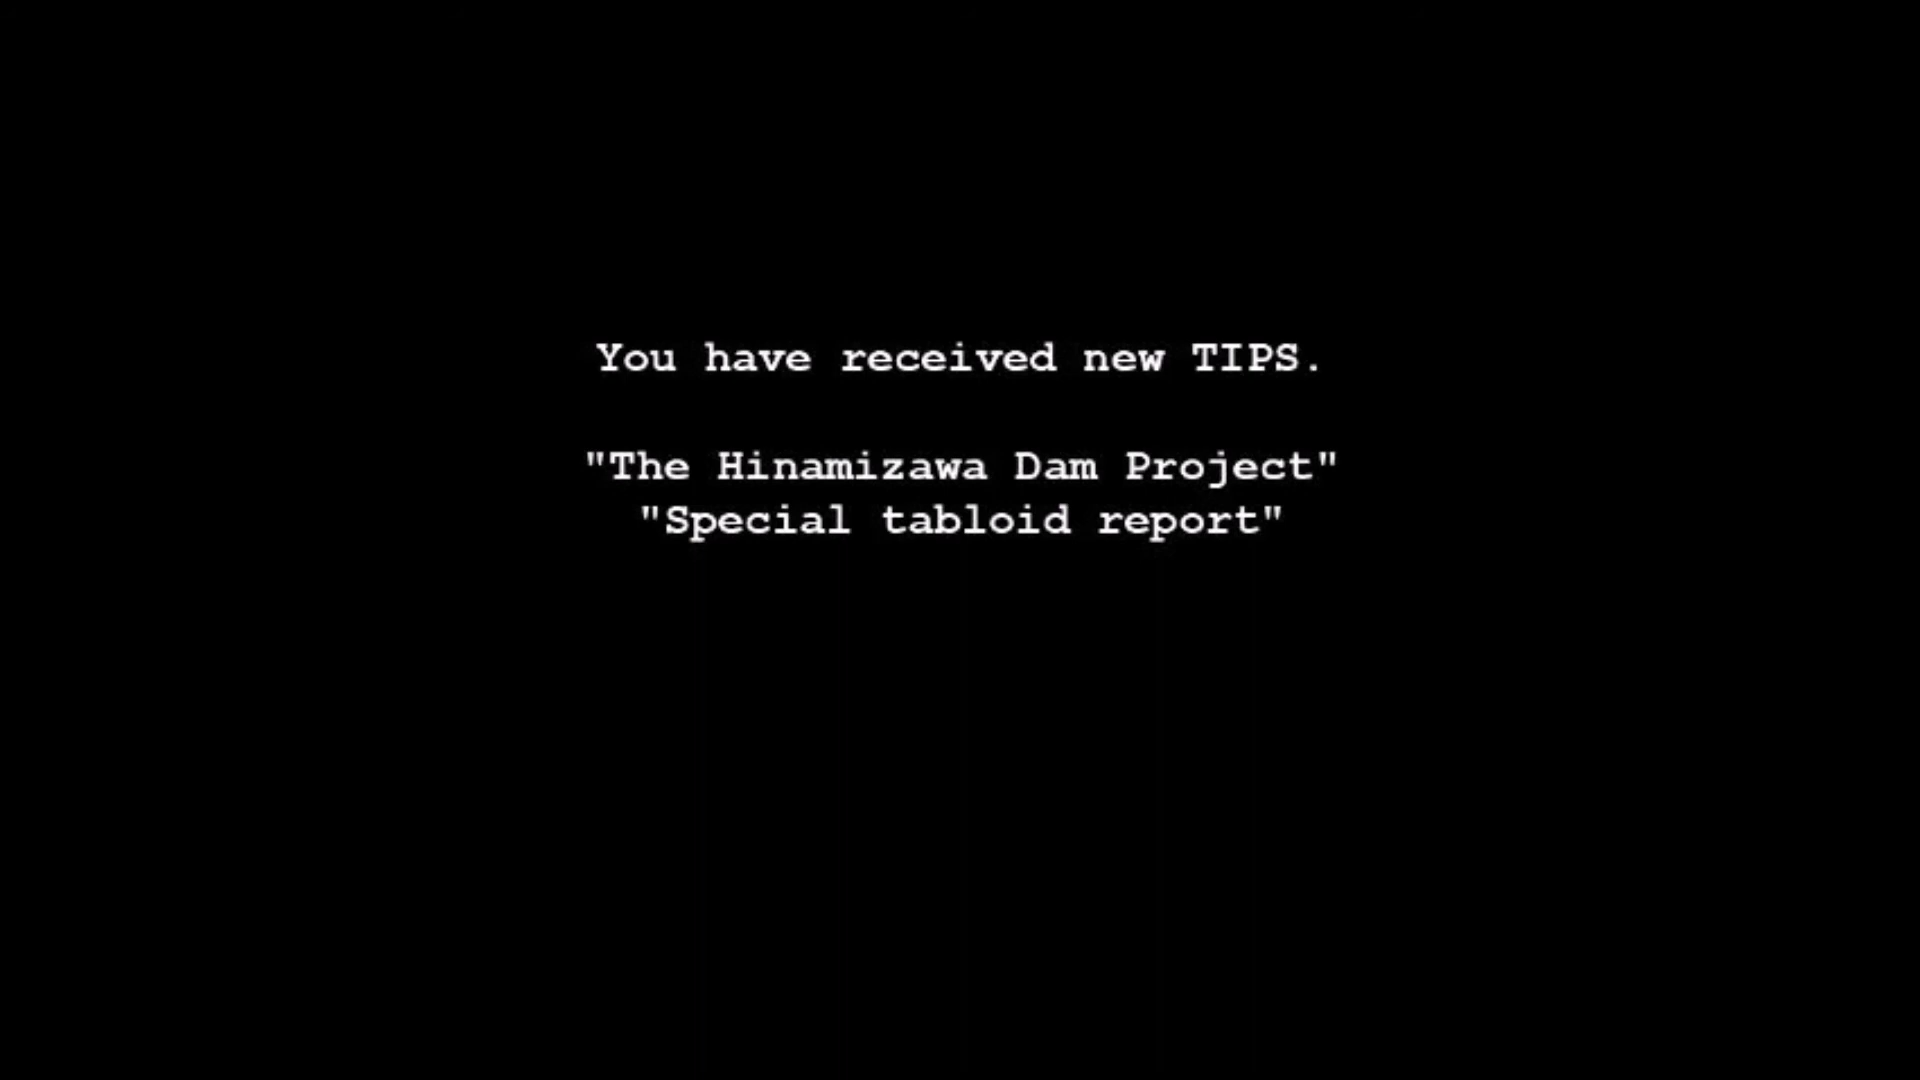 You have received new TIPS.
"The Hinamizawa Dam Project"
"Special tabloid report"